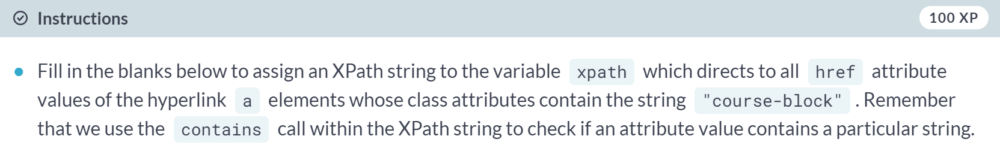 Instructions
100 XP
Fill in the blanks below to assign an XPath string to the variable xpath which directs to all href attribute
values of the hyperlink a elements whose class attributes contain the string "course-block" . Remember
that we use the contains call within the XPath string to check if an attribute value contains a particular string.